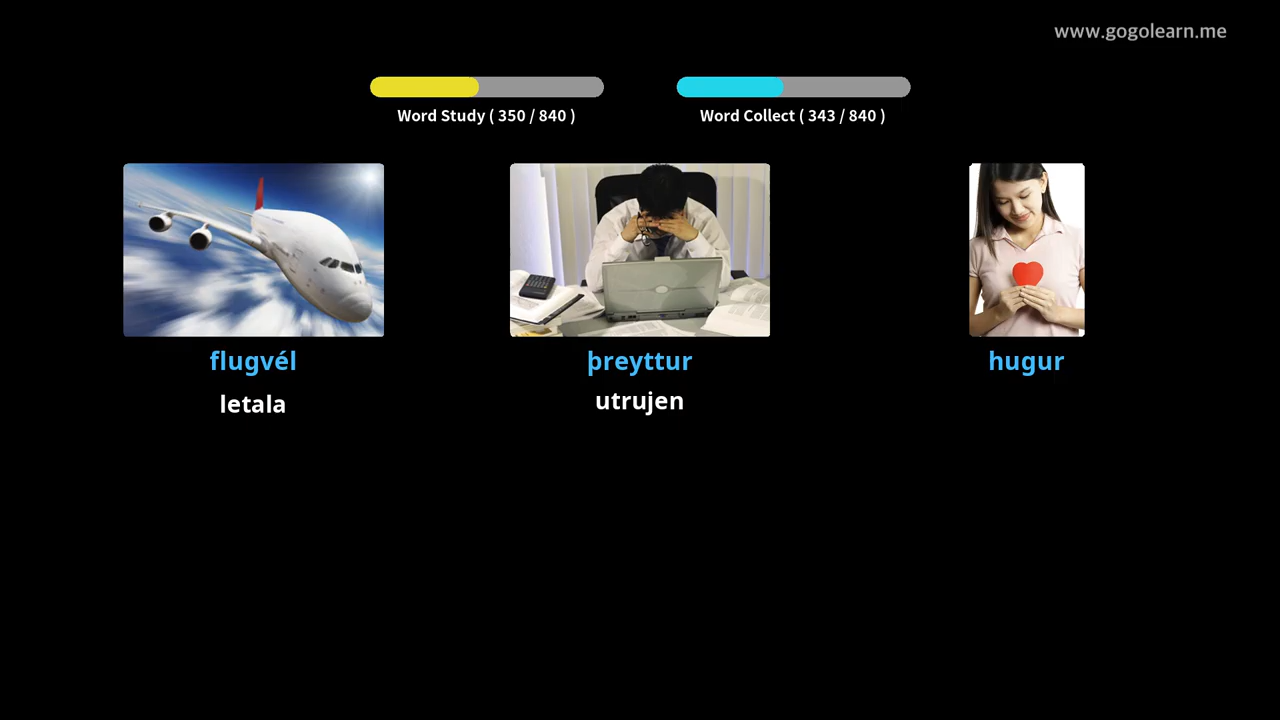 www.gogolearn.me
Word Study ( 350 / 840 )
Word Collect ( 343 / 840 )
flugvél
þreyttur
hugur
letala
utrujen